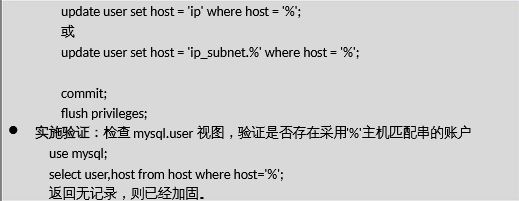 update user set host = 'ip' where host = '%';
或
update user set host = 'ip_subnet.%' where host = '%';
commit;
flush privileges;
● 实施验证：检查 mysql.user 视图，验证是否存在采用'%'主机匹配串的账户
use mysql;
select user,host from host where host='%';
返回无记录，则已经加固。